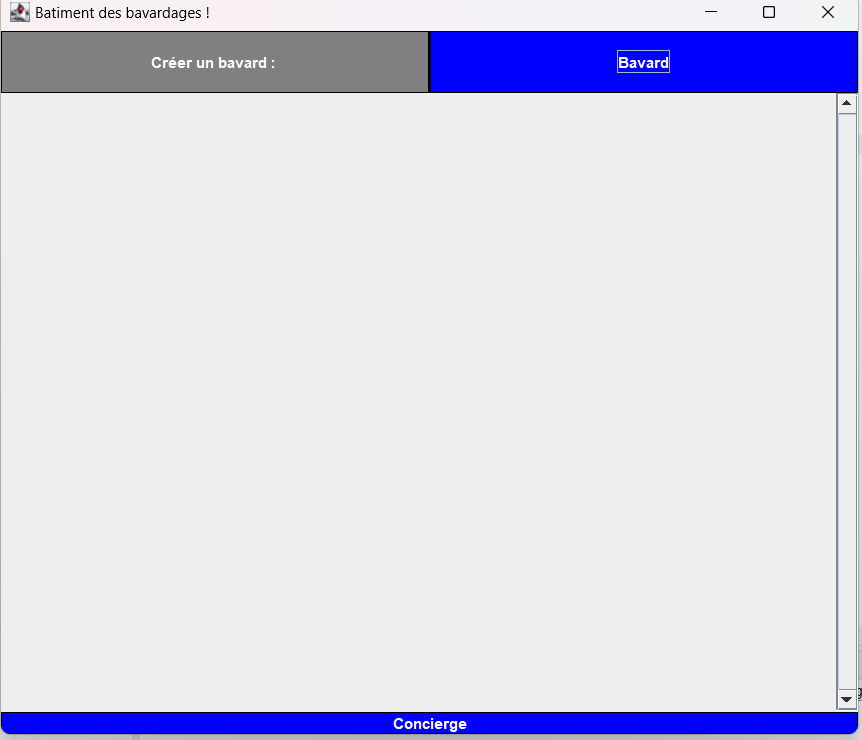 Batiment des bavardages !
Créer un bavard :
Bavard
Concierge